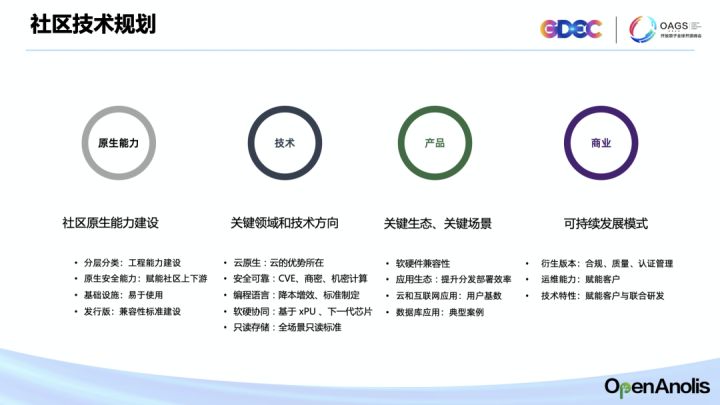 社区技术规划
GDEC
OAGS
开放原子全球开源峰会
原生能力
技术
产品
商业
社区原生能力建设
关键领域和技术方向
关键生态、关键场景
可持续发展模式
• 分层分类：工程能力建设
• 原生安全能力：赋能社区上下游
• 基础设施：易于使用
• 发行版：兼容性标准建设
• 云原生：云的优势所在
• 安全可靠：CVE、商密、机密计算
• 编程语言：降本增效、标准制定
• 软硬协同：基于 xPU 、下一代芯片
• 只读存储：全场景只读标准
• 软硬件兼容性
• 应用生态：提升分发部署效率
• 云和互联网应用：用户基数
• 数据库应用：典型案例
• 衍生版本：合规、质量、认证管理
• 运维能力：赋能客户
• 技术特性：赋能客户与联合研发
OpenAnolis